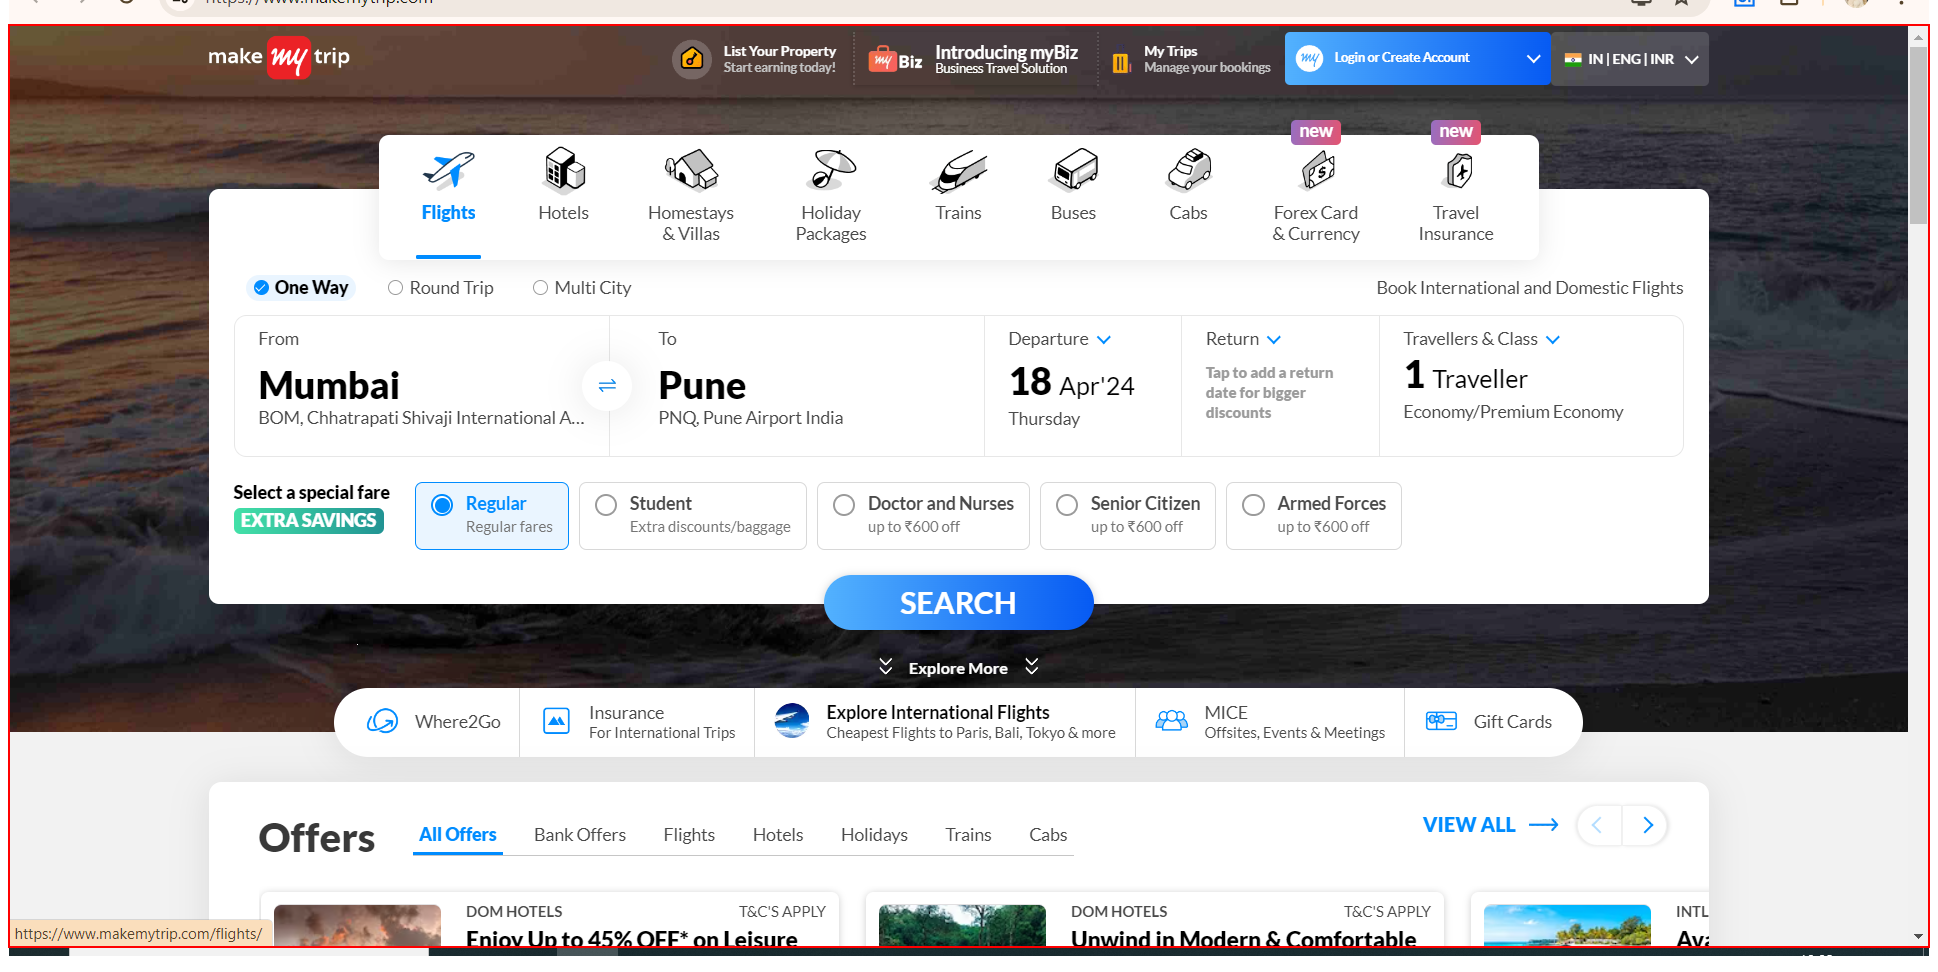 https://www.makemytrip.com
make my trip
List Your Property
Start earning today!
my Biz
Introducing myBiz
Business Travel Solution
My Trips
Manage your bookings
my Login or Create Account
IN | ENG | INR
new
new
Flights
Hotels
Homestays
& Villas
Holiday
Packages
Trains
Buses
Cabs
Forex Card
& Currency
Travel
Insurance
One Way
Round Trip
Multi City
Book International and Domestic Flights
From
Mumbai
BOM, Chhatrapati Shivaji International A...
To
Pune
PNQ, Pune Airport India
Departure
18 Apr'24
Thursday
Return
Tap to add a return
date for bigger
discounts
Travellers & Class
1 Traveller
Economy/Premium Economy
Select a special fare
EXTRA SAVINGS
Regular
Regular fares
Student
Extra discounts/baggage
Doctor and Nurses
up to ₹600 off
Senior Citizen
up to ₹600 off
Armed Forces
up to ₹600 off
SEARCH
Explore More
Where2Go
Insurance
For International Trips
Explore International Flights
Cheapest Flights to Paris, Bali, Tokyo & more
MICE
Offsites, Events & Meetings
Gift Cards
Offers
All Offers
Bank Offers
Flights
Hotels
Holidays
Trains
Cabs
VIEW ALL
DOM HOTELS
T&C'S APPLY
Enjoy Up to 45% OFF* on Leisure
DOM HOTELS
T&C'S APPLY
Unwind in Modern & Comfortable
INTL
Ava
https://www.makemytrip.com/flights/